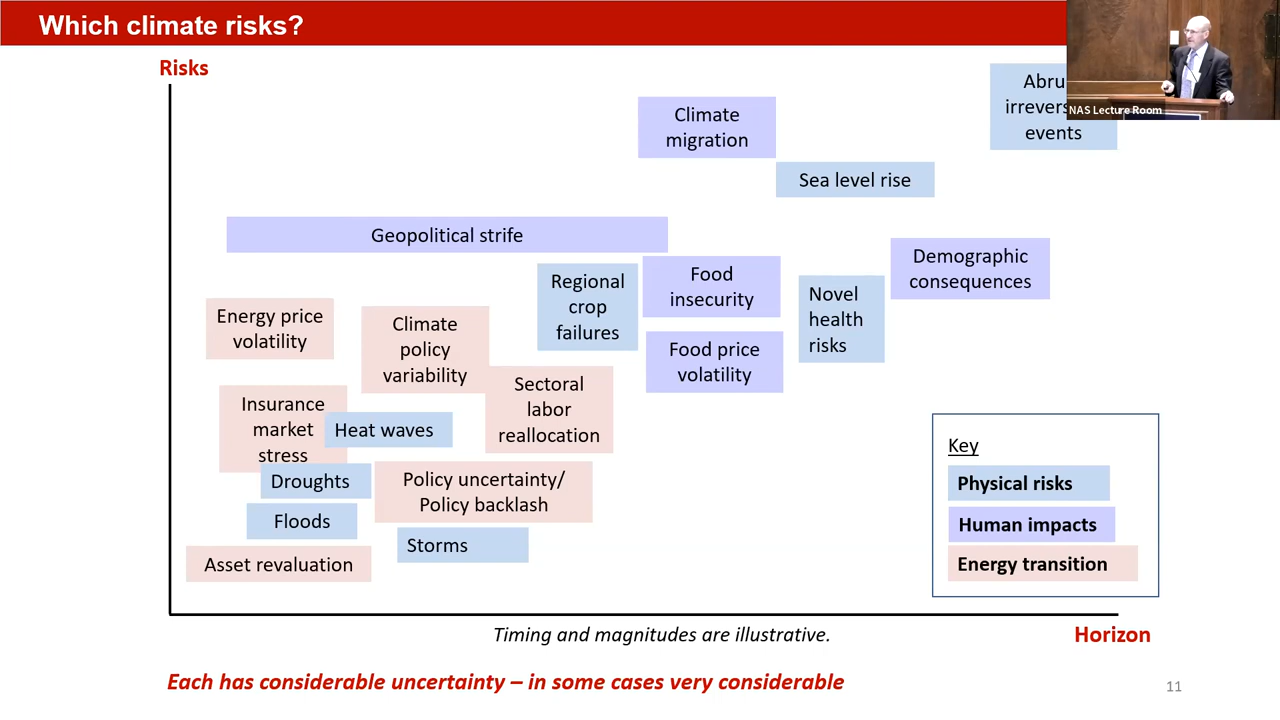 Which climate risks?
Risks
NAS Lecture Room
Climate
migration
events
Sea level rise
Geopolitical strife
Demographic
consequences
Regional
crop
failures
Food
insecurity
Novel
health
risks
Energy price
volatility
Climate
policy
variability
Food price
volatility
Sectoral
labor
reallocation
Insurance
market
stress
Heat waves
Droughts
Policy uncertainty/
Policy backlash
Floods
Storms
Asset revaluation
Key
Physical risks
Human impacts
Energy transition
Timing and magnitudes are illustrative.
Horizon
Each has considerable uncertainty – in some cases very considerable
11